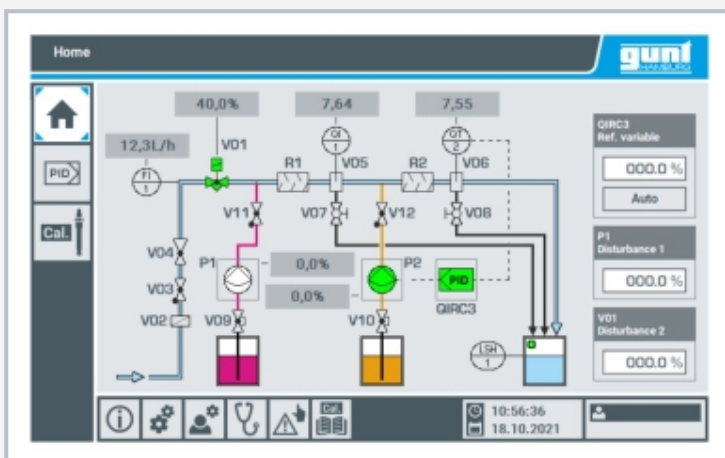 Home
gunt
HAMBURG
40,0%
7,64
7,55
12,3L/h
V01
QI
1
QT
2
FI
1
R1
V05
R2
V06
V11
V07
V12
V08
V04
P1
0,0%
P2
V03
0,0%
PID
QIRC3
V02
V09
V10
LSH
1
QIRC3
Ref. variable
000.0 %
Auto
P1
Disturbance 1
000.0 %
V01
Disturbance 2
000.0 %
PID
Cal.
Cal.
10:56:36
18.10.2021